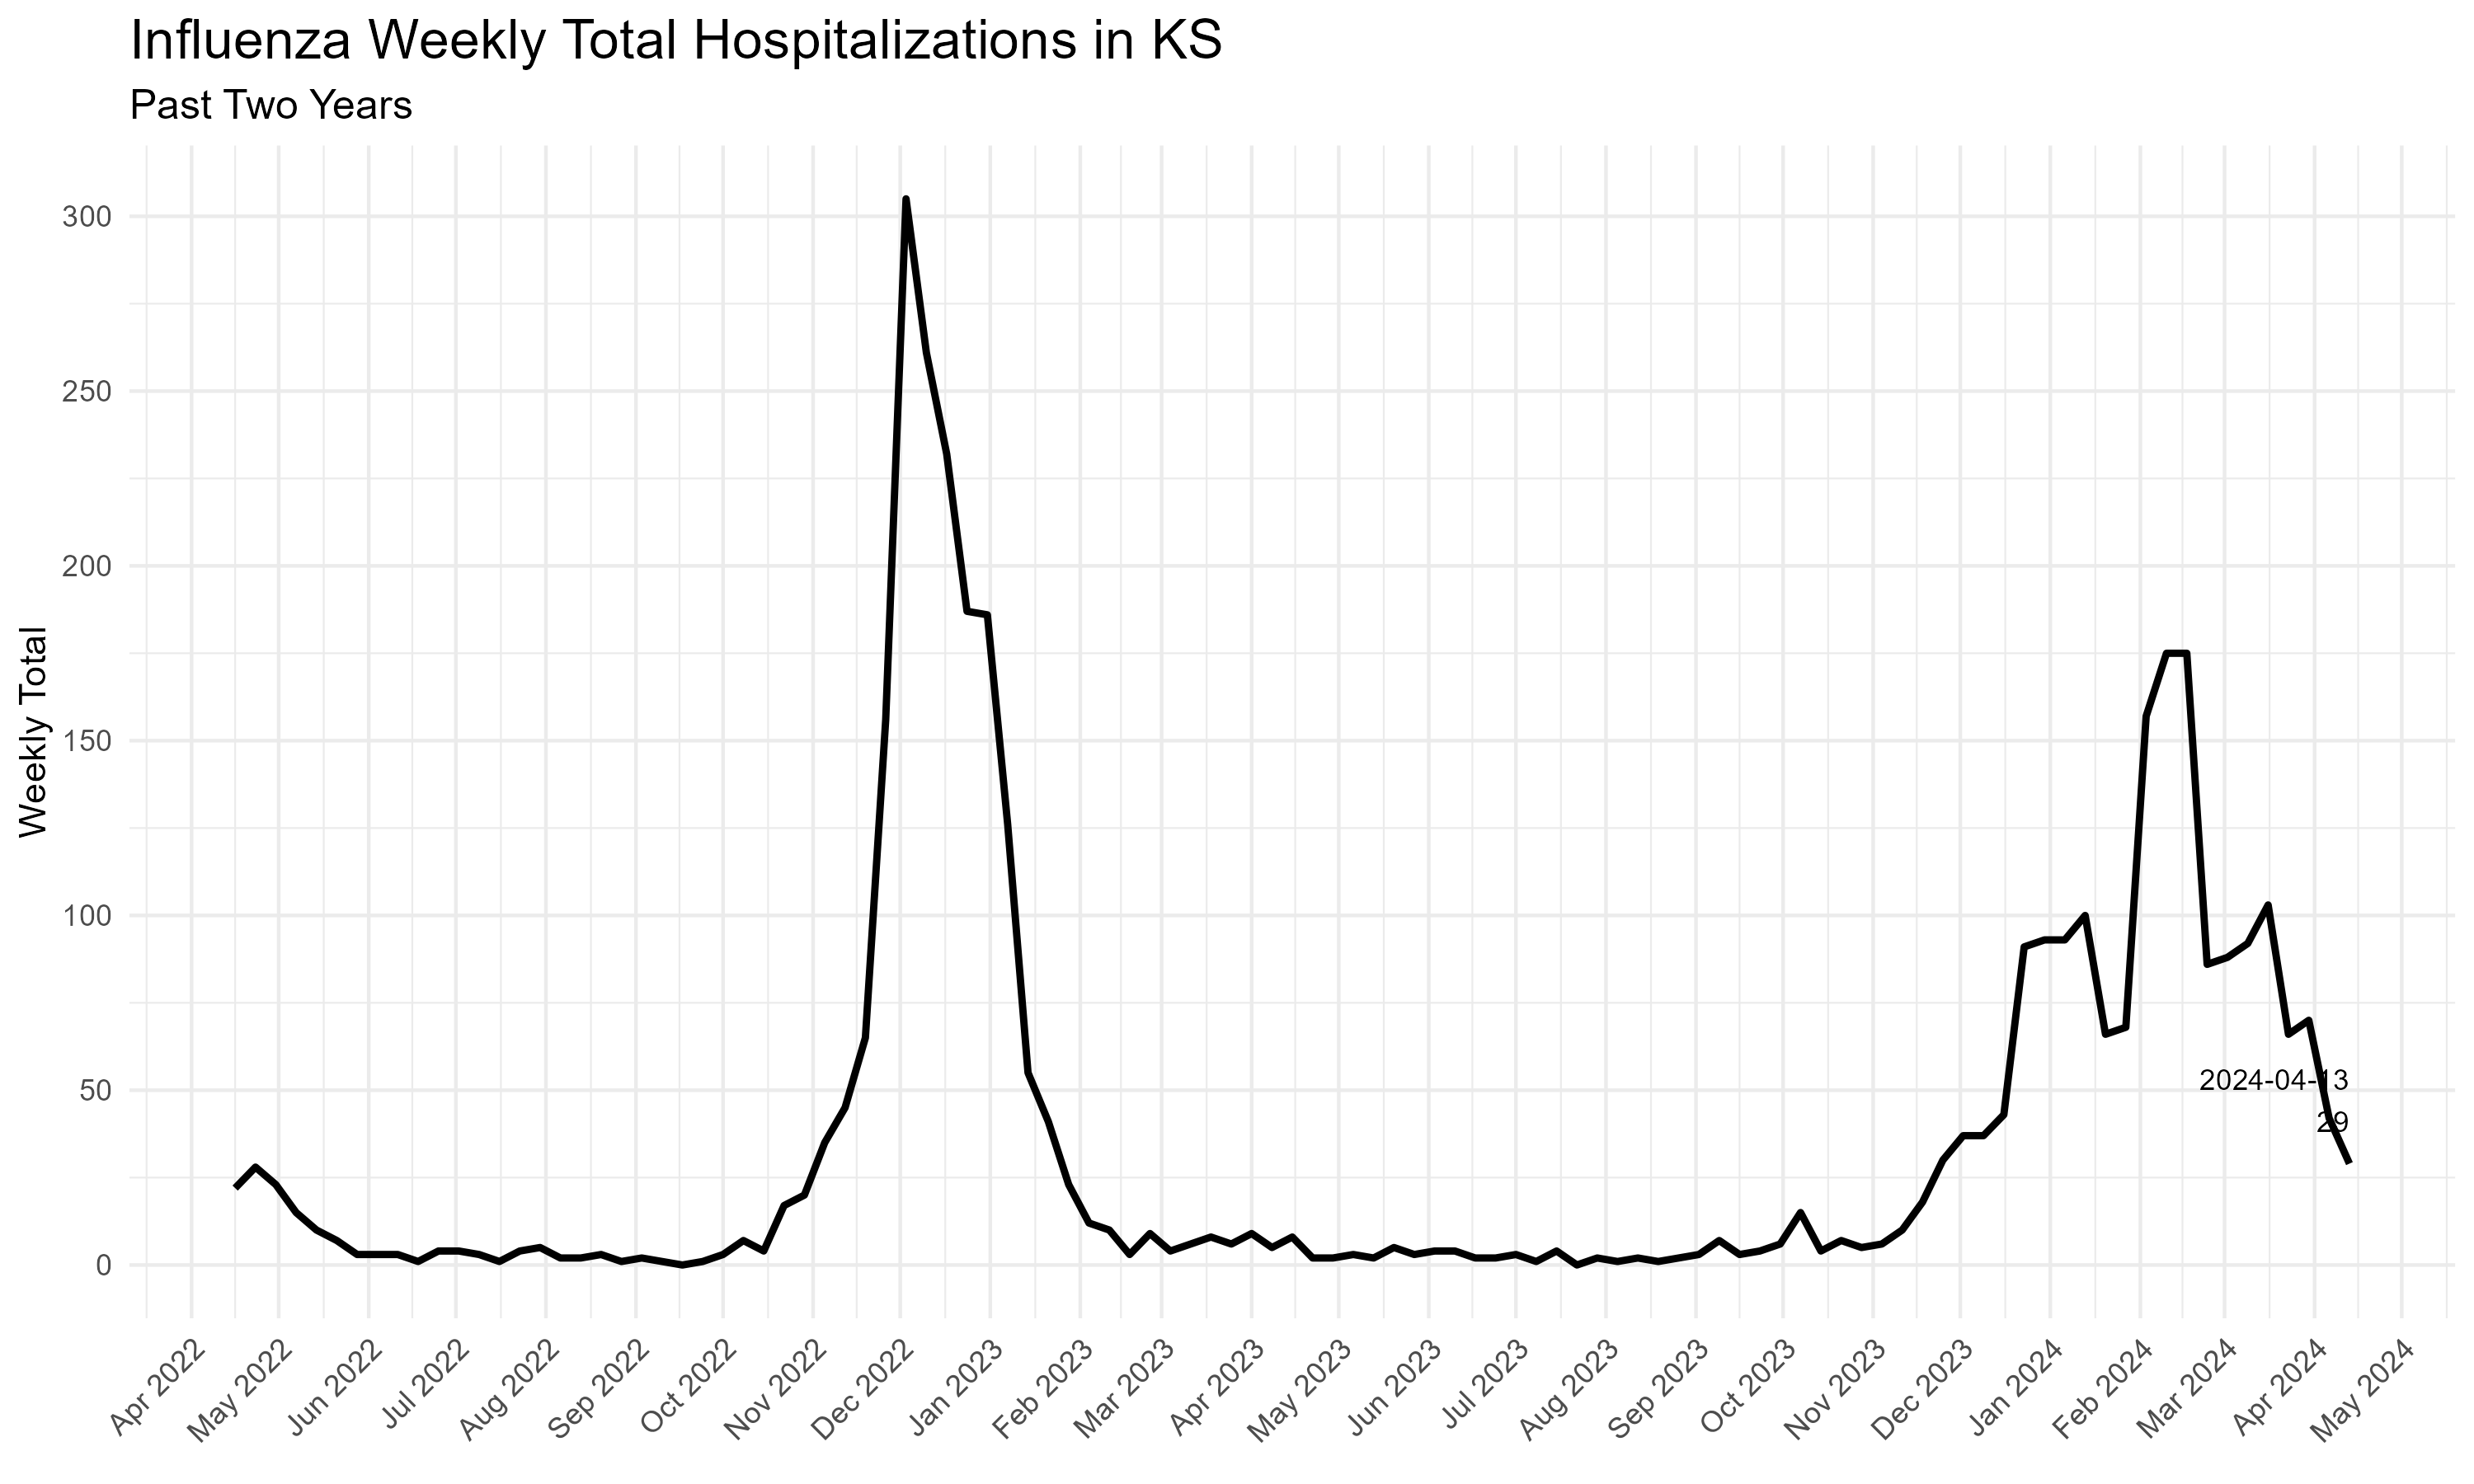 Influenza Weekly Total Hospitalizations in KS
Past Two Years
Weekly Total
300
250
200
150
100
50
0
2024-04-13
29
Apr 2022
May 2022
Jun 2022
Jul 2022
Aug 2022
Sep 2022
Oct 2022
Nov 2022
Dec 2022
Jan 2023
Feb 2023
Mar 2023
Apr 2023
May 2023
Jun 2023
Jul 2023
Aug 2023
Sep 2023
Oct 2023
Nov 2023
Dec 2023
Jan 2024
Feb 2024
Mar 2024
Apr 2024
May 2024